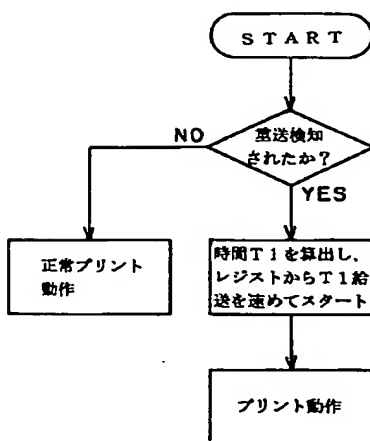 START
重送検知
されたか?
NO
YES
正常プリント
動作
時間T1を算出し、
レジストからT1給
送を速めてスタート
プリント動作